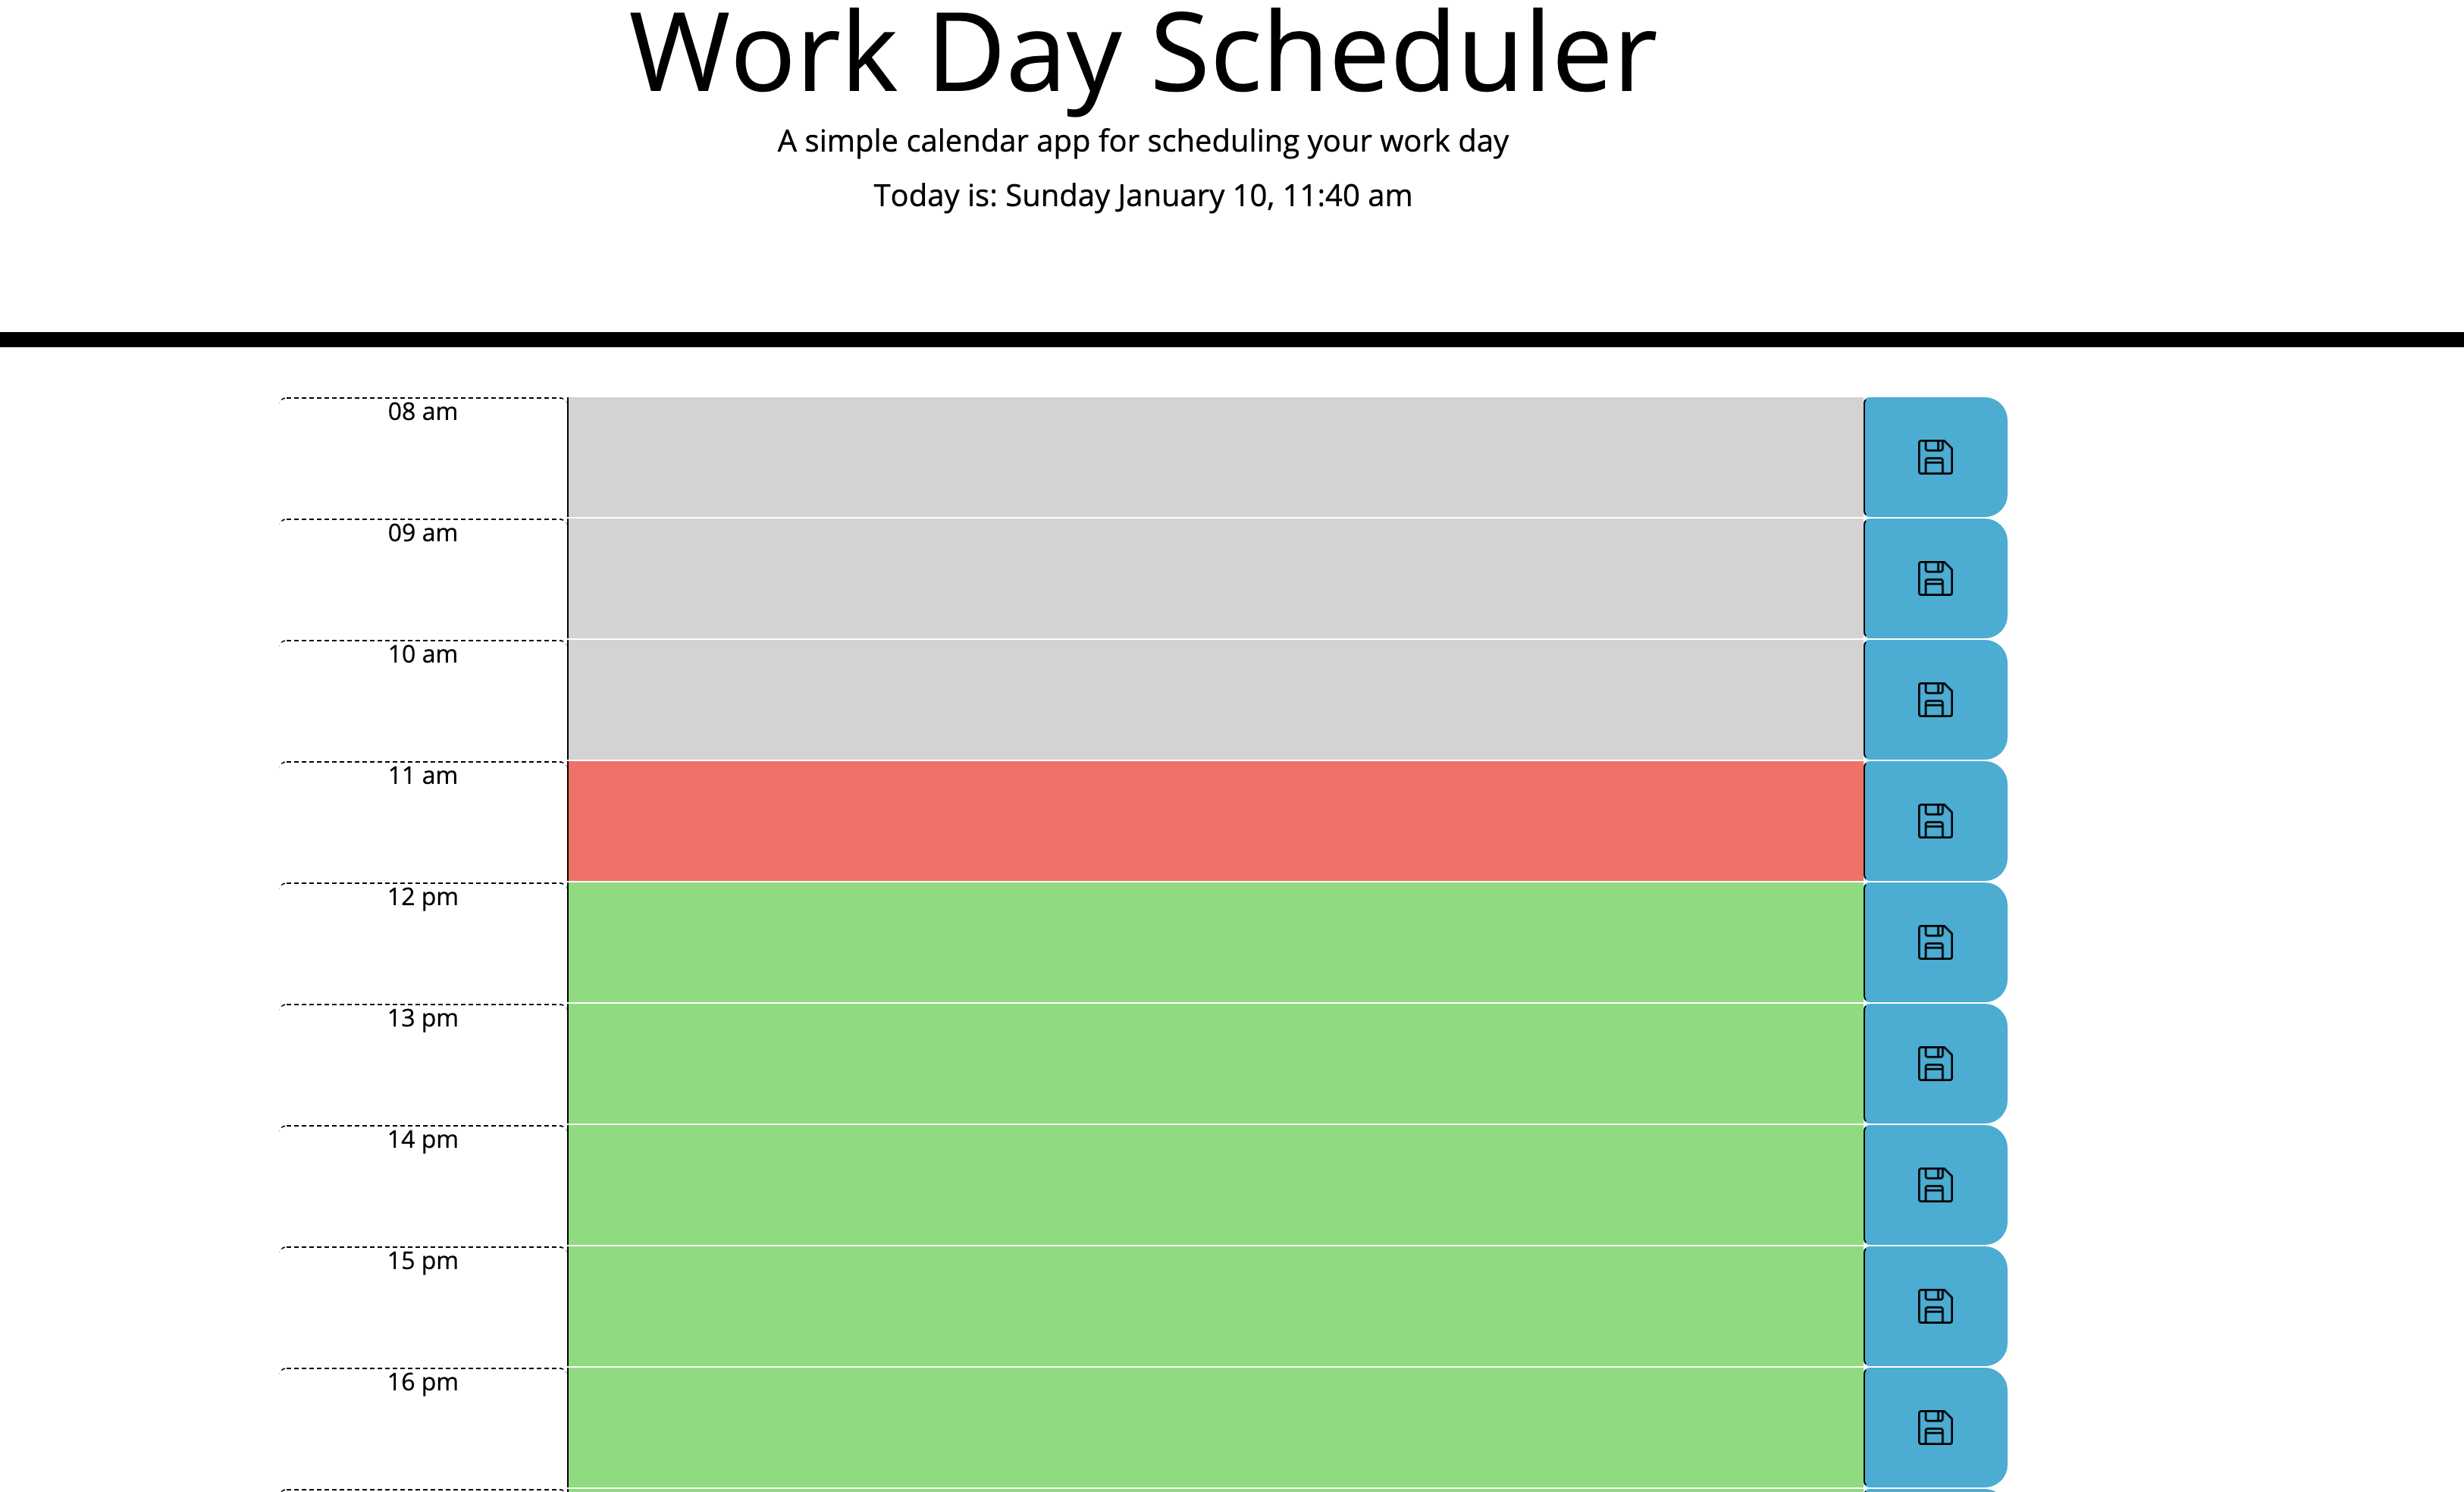 Work Day Scheduler
A simple calendar app for scheduling your work day
Today is: Sunday January 10, 11:40 am
08 am
09 am
10 am
11 am
12 pm
13 pm
14 pm
15 pm
16 pm